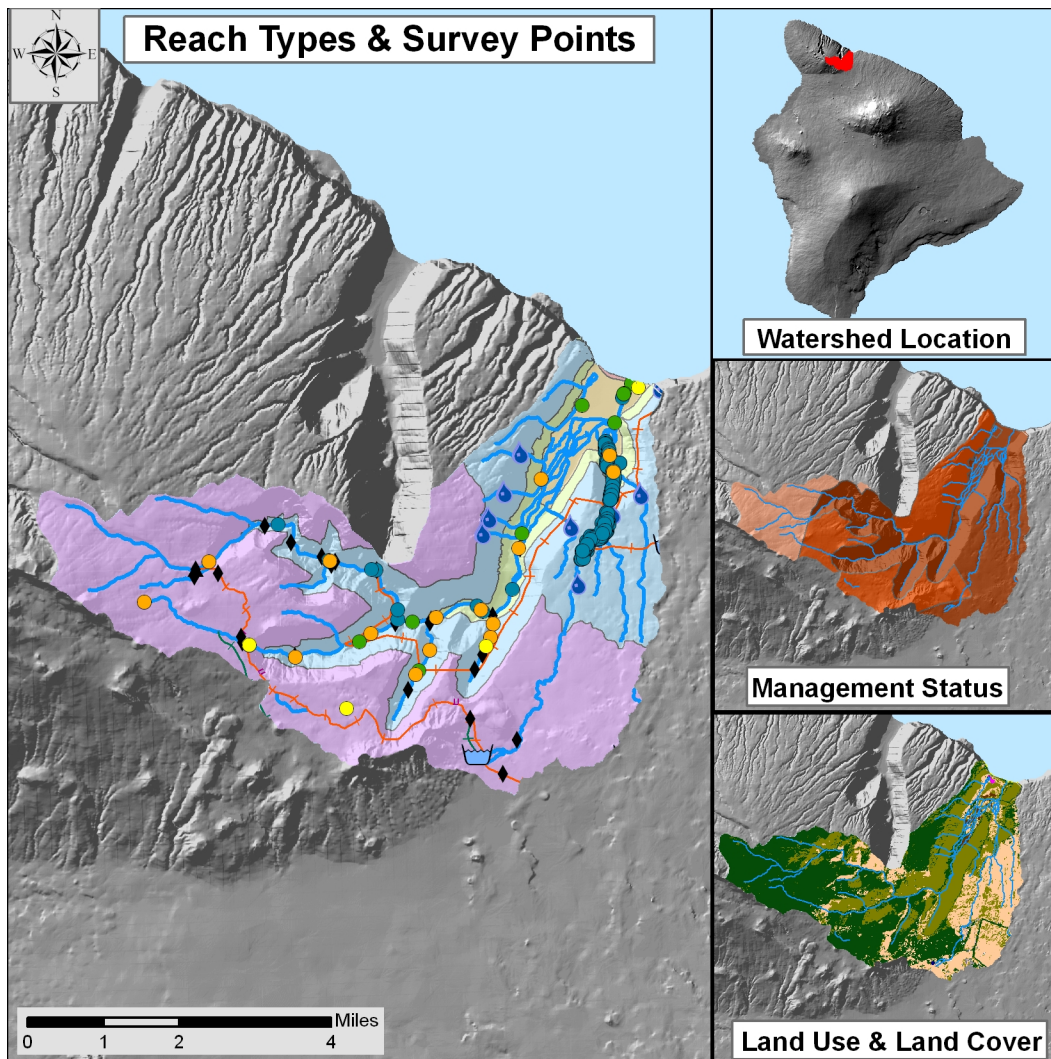 Reach Types & Survey Points
N
W E
S
Watershed Location
Management Status
Land Use & Land Cover
Miles
0 1 2 4